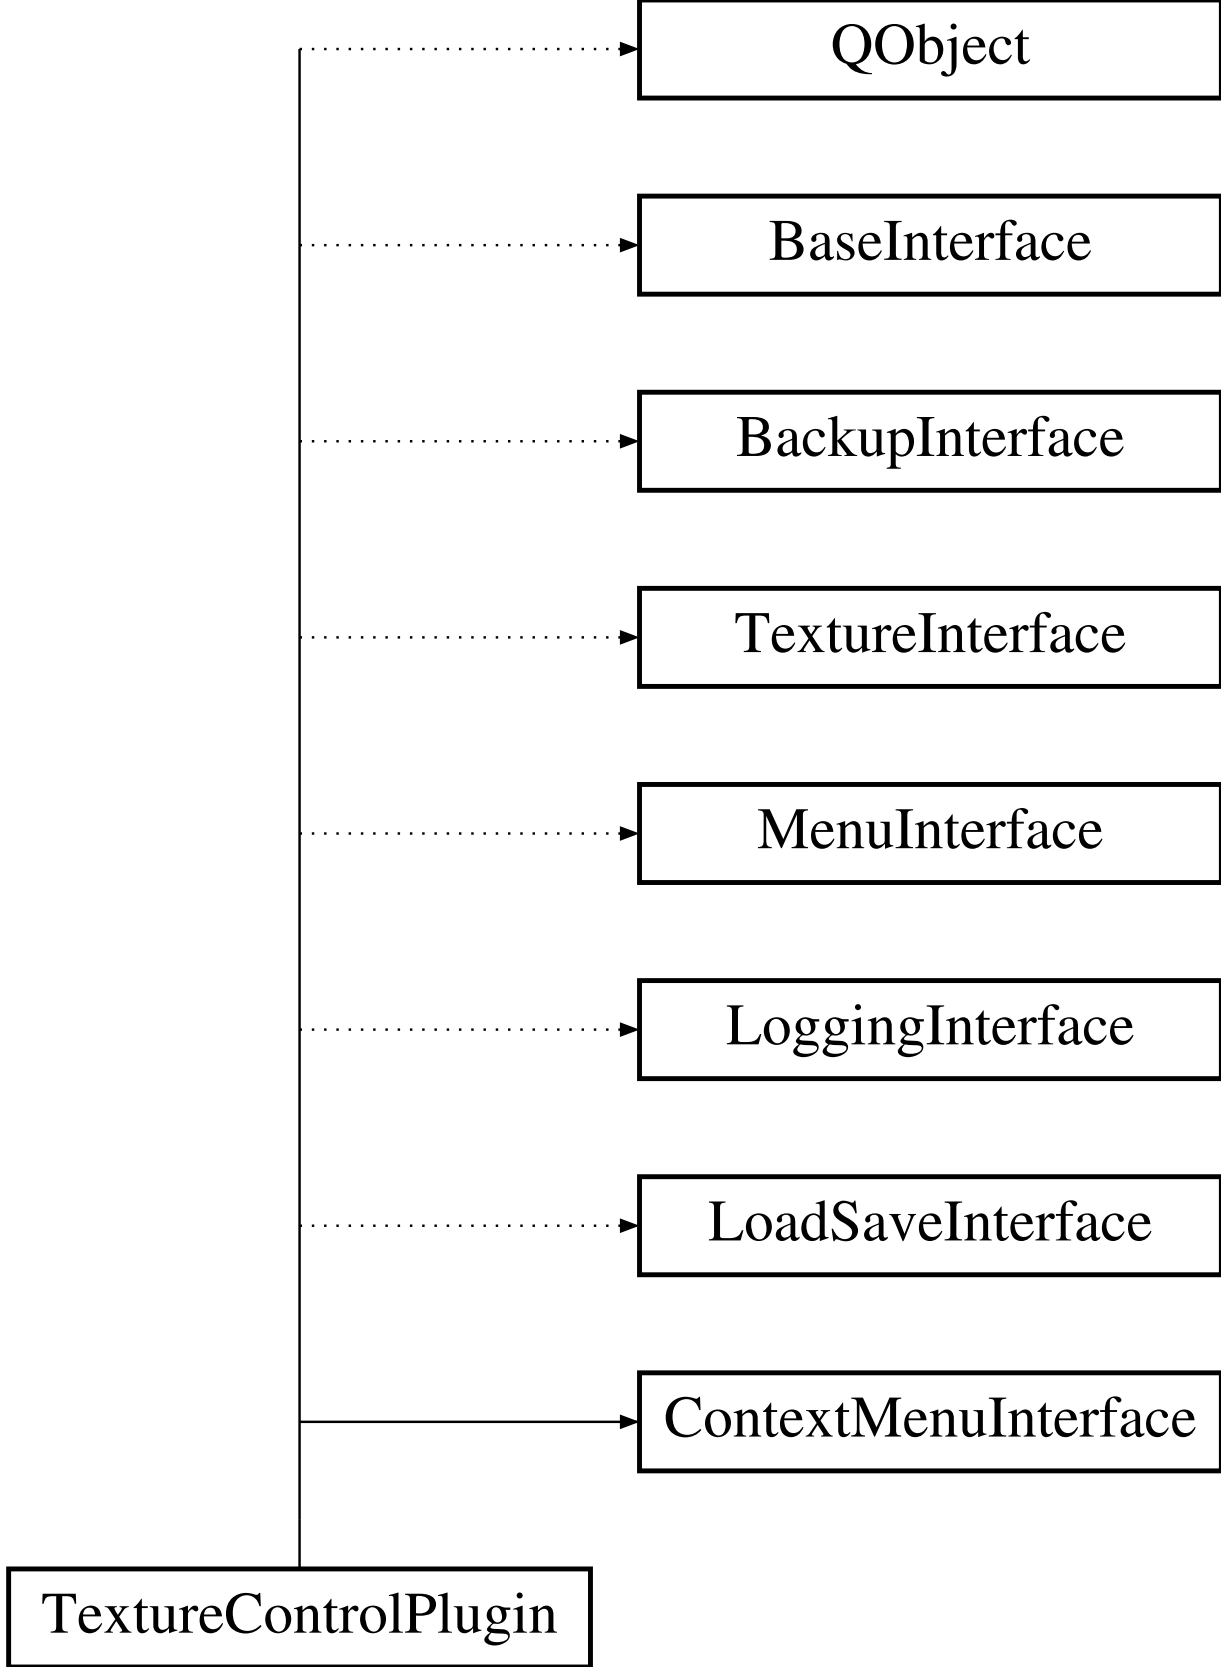 QObject
BaseInterface
BackupInterface
TextureInterface
MenuInterface
LoggingInterface
LoadSaveInterface
ContextMenuInterface
TextureControlPlugin